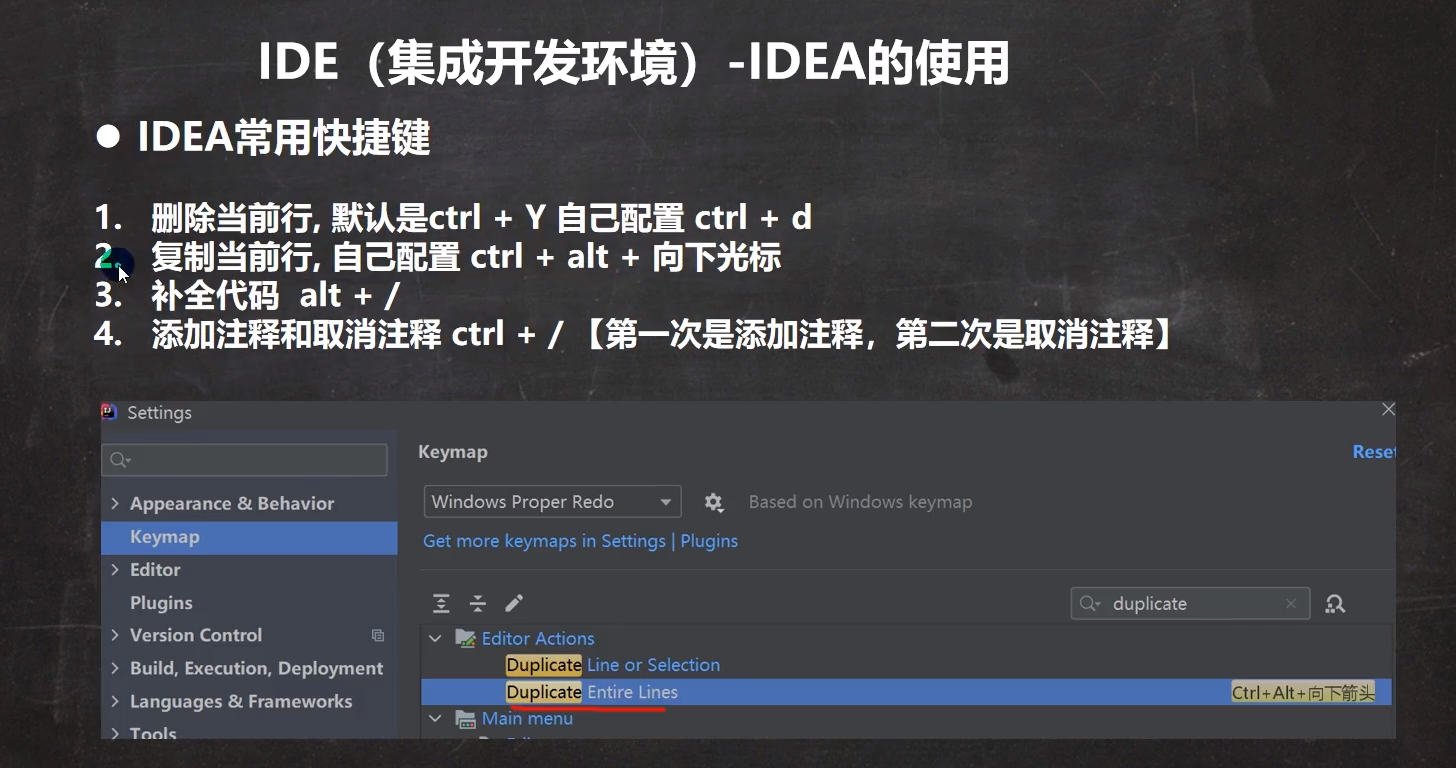 IDE（集成开发环境）-IDEA的使用
● IDEA常用快捷键
1. 删除当前行, 默认是ctrl + Y 自己配置 ctrl + d
2. 复制当前行, 自己配置 ctrl + alt + 向下光标
3. 补全代码 alt + /
4. 添加注释和取消注释 ctrl + / 【第一次是添加注释，第二次是取消注释】
Settings
Keymap
Reset
Windows Proper Redo
Based on Windows keymap
Get more keymaps in Settings | Plugins
Appearance & Behavior
Keymap
Editor
Plugins
Version Control
Build, Execution, Deployment
Languages & Frameworks
Tools
duplicate
Editor Actions
Duplicate Line or Selection
Duplicate Entire Lines
Ctrl+Alt+向下箭头
Main menu